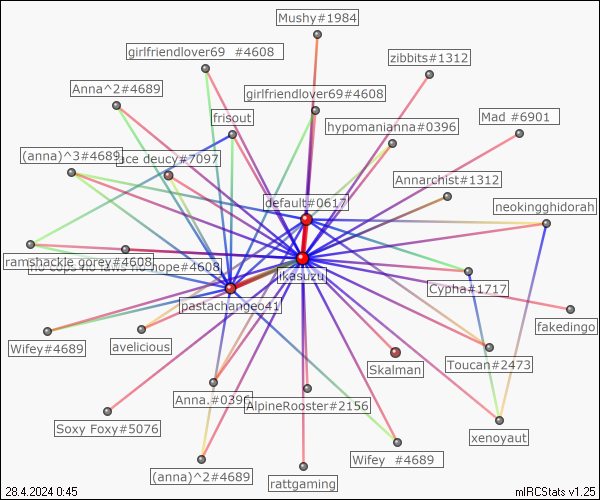 Mushy#1984
girlfriendlover69 #4608
zibbits#1312
Anna^2#4689
girlfriendlover69#4608
frisout
Mad #6901
hypomanianna#0396
(anna)^3#4689
ace deucy#7097
Annarchist#1312
default#0617
neokingghidorah
ramshackle gorey#4608
no cops no laws no hope#4608
ikasuzu
Cypha#1717
pastachangeo41
fakedingo
Wifey#4689
avelicious
Skalman
Toucan#2473
Anna.#0396
AlpineRooster#2156
Soxy Foxy#5076
xenoyaut
Wifey #4689
(anna)^2#4689
rattgaming
28.4.2024 0:45
mIRCStats v1.25